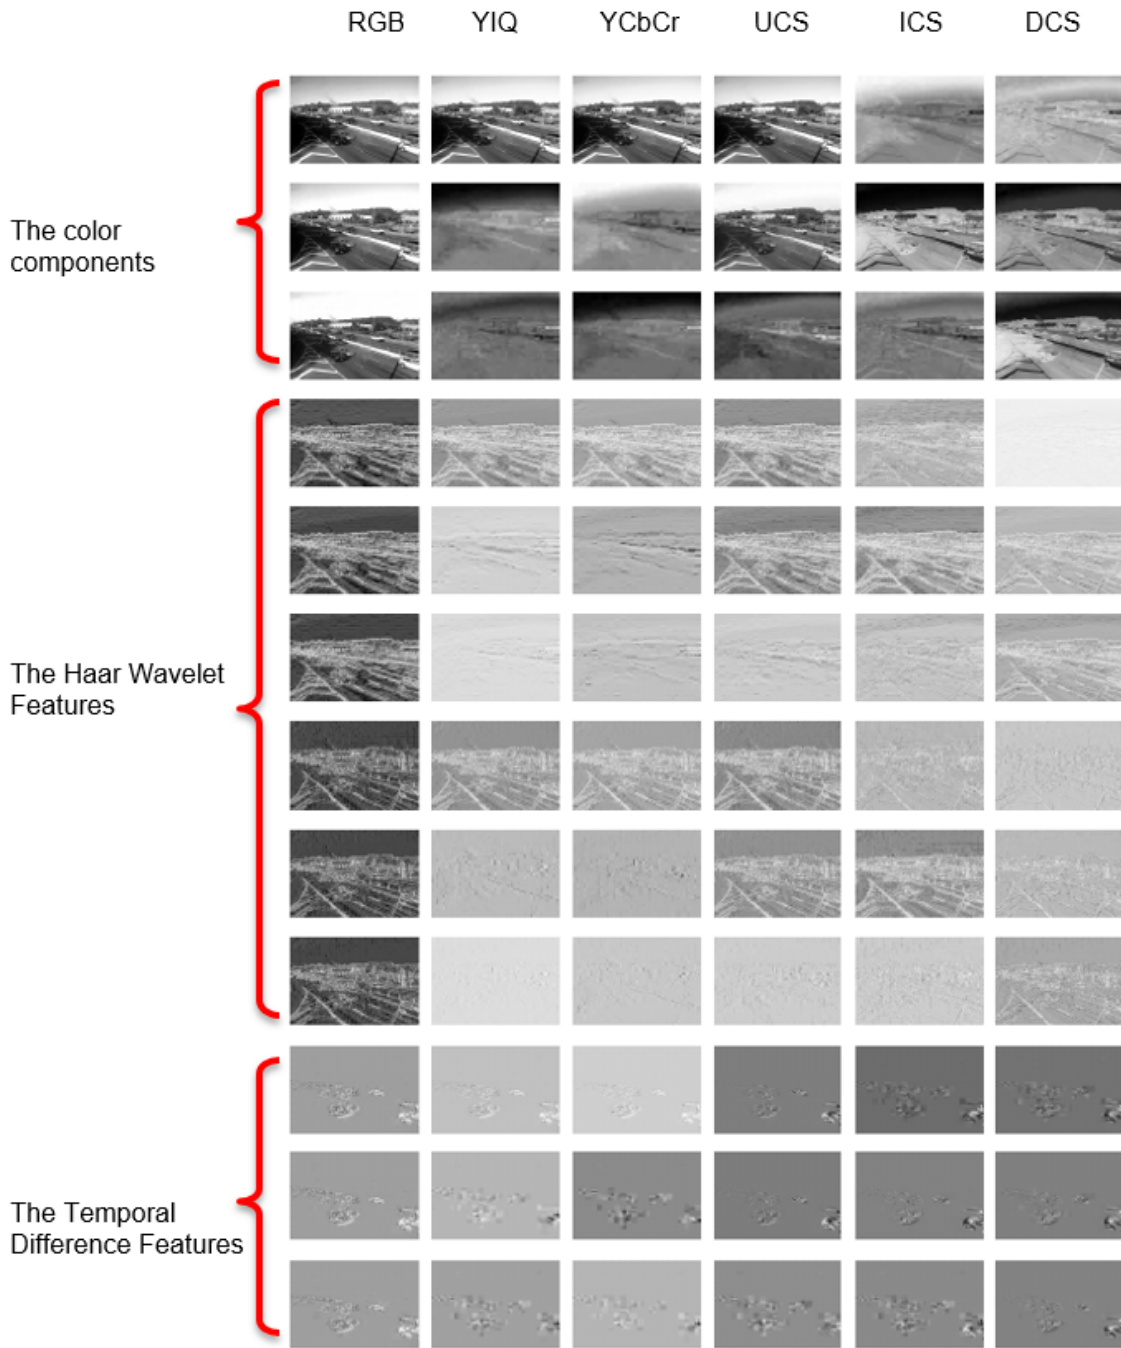 RGB YIQ YCbCr UCS ICS DCS
The color
components
The Haar Wavelet
Features
The Temporal
Difference Features